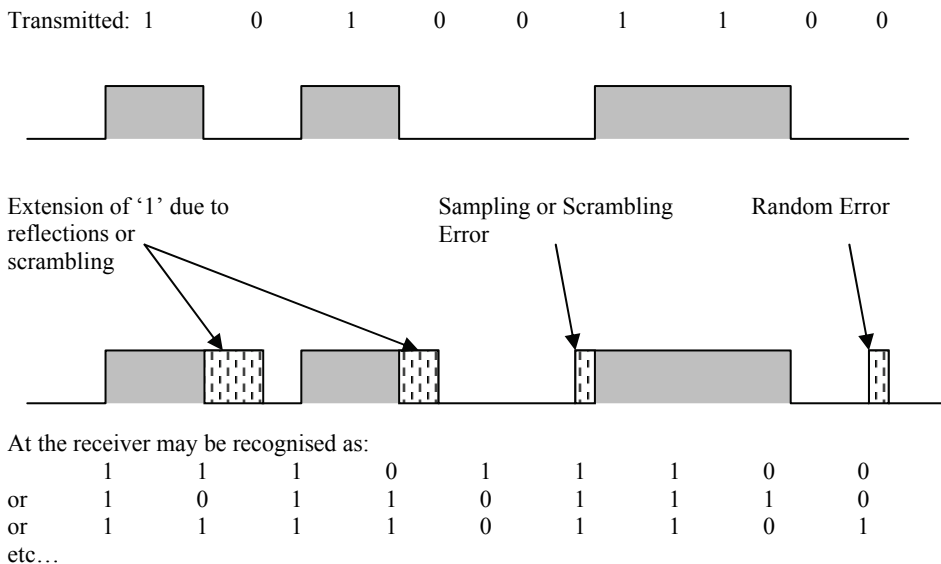 Transmitted: 1 0 1 0 0 1 1 0 0
Extension of ‘1’ due to
reflections or
scrambling
Sampling or Scrambling
Error
Random Error
At the receiver may be recognised as:
1 1 1 0 1 1 1 0 0
or 1 0 1 1 0 1 1 1 0
or 1 1 1 1 0 1 1 0 1
etc…